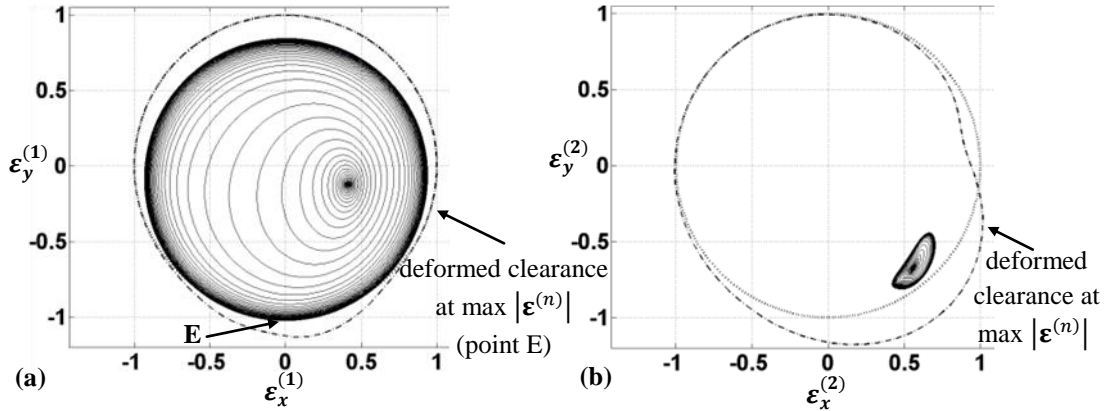 1
0.5
0
-0.5
-1
ε_y^(1)
-1 -0.5 0 0.5 1
ε_x^(1)
E
(a)
deformed clearance
at max |ε^(n)|
(point E)
1
0.5
0
-0.5
-1
ε_y^(2)
-1 -0.5 0 0.5 1
ε_x^(2)
(b)
deformed
clearance at
max |ε^(n)|